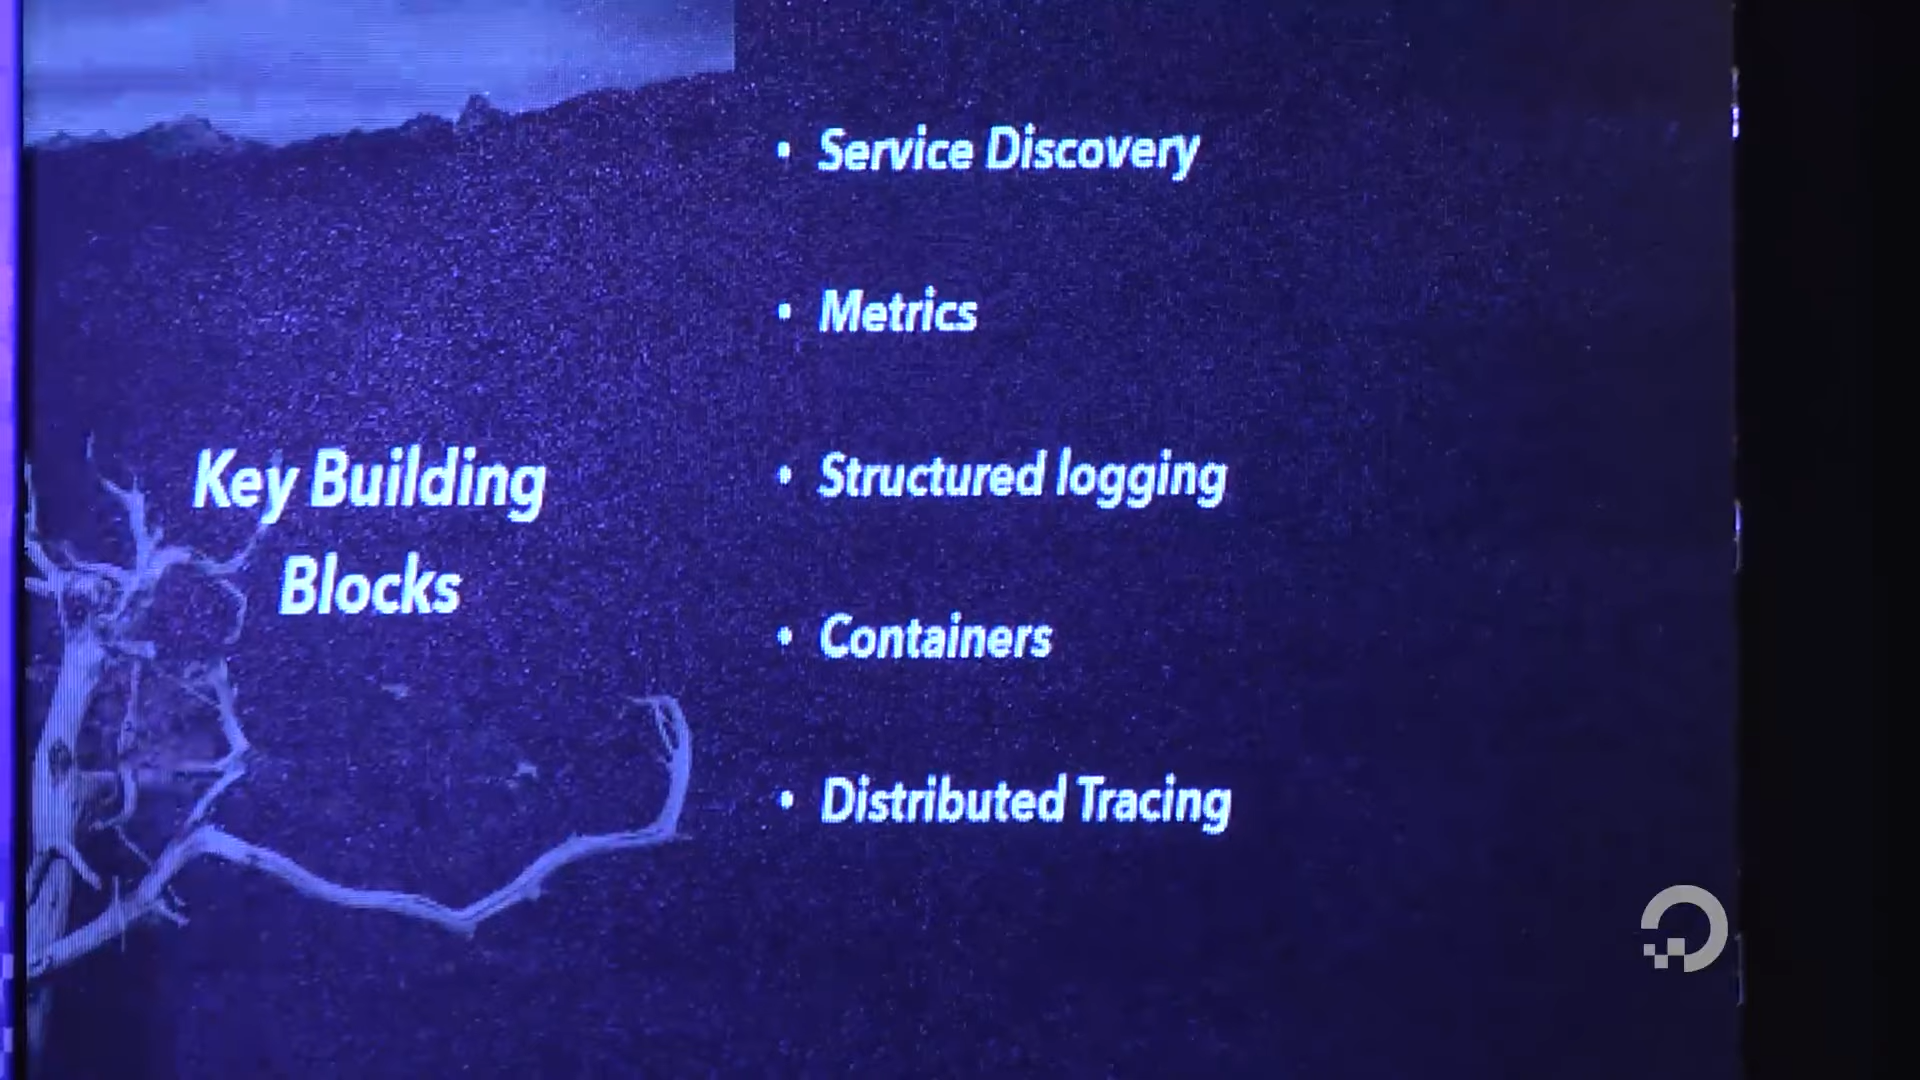 Key Building
Blocks
• Service Discovery
• Metrics
• Structured logging
• Containers
• Distributed Tracing